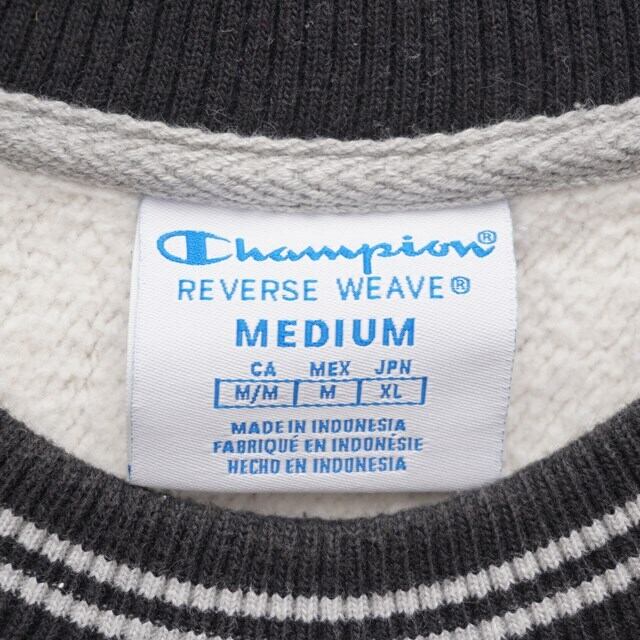 Champion®
REVERSE WEAVE®
MEDIUM
CA MEX JPN
M/M M XL
MADE IN INDONESIA
FABRIQUÉ EN INDONÉSIE
HECHO EN INDONESIA